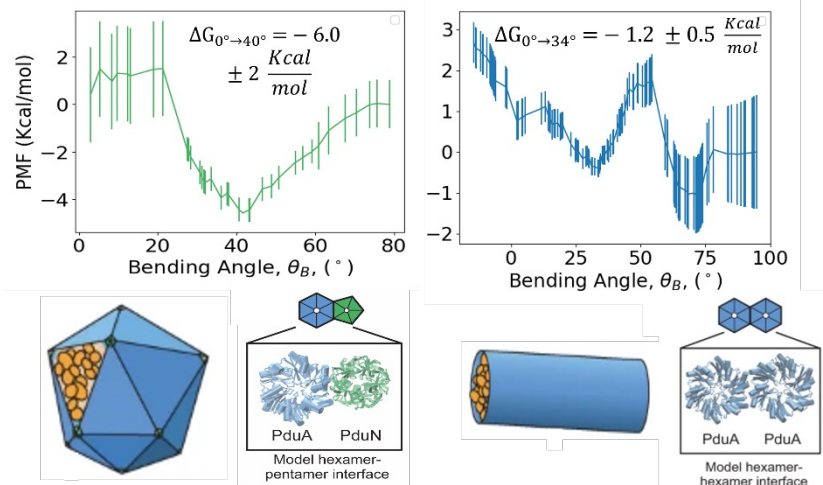 ΔG₀°→₄₀° = − 6.0
± 2 Kcal/mol
PMF (Kcal/mol)
2
0
−2
−4
0 20 40 60 80
Bending Angle, θ_B, (°)
ΔG₀°→₃₄° = − 1.2 ± 0.5 Kcal/mol
3
2
1
0
−1
−2
0 25 50 75 100
Bending Angle, θ_B, (°)
PduA PduN
Model hexamer-
pentamer interface
PduA PduA
Model hexamer-
hexamer interface